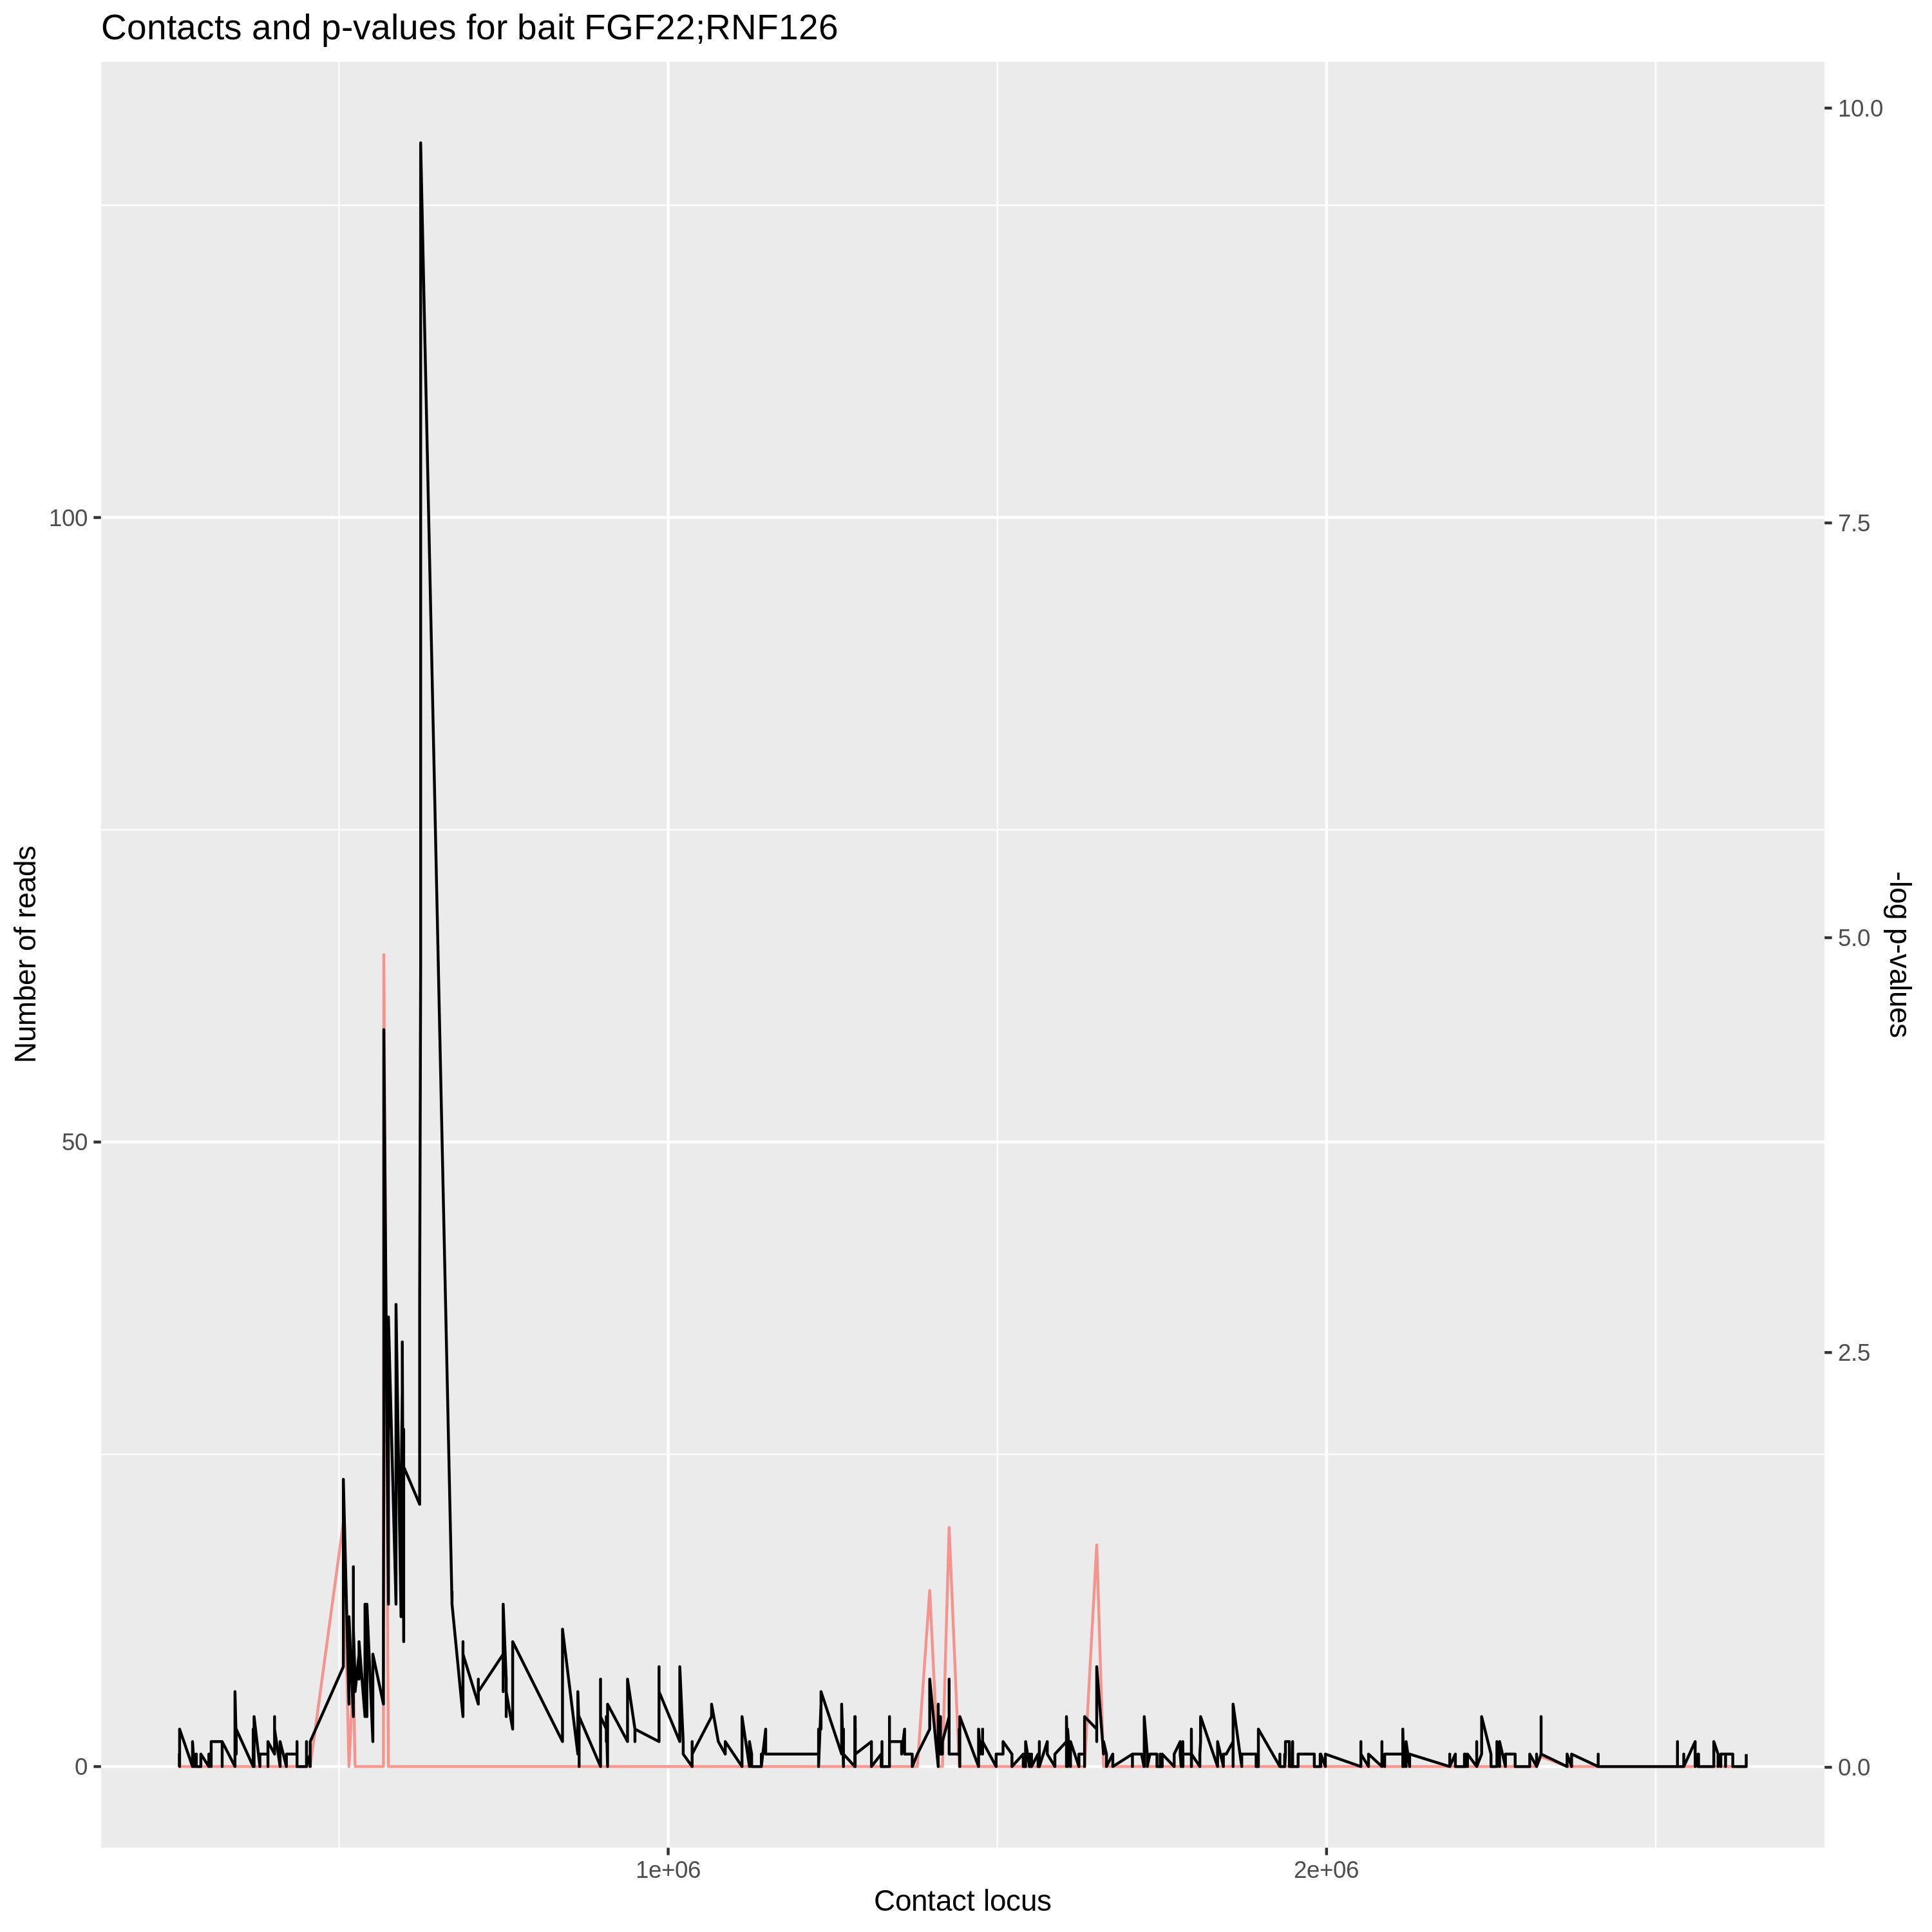 Contacts and p-values for bait FGF22;RNF126
10.0
100
7.5
Number of reads
-log p-values
5.0
50
2.5
0
0.0
1e+06
2e+06
Contact locus